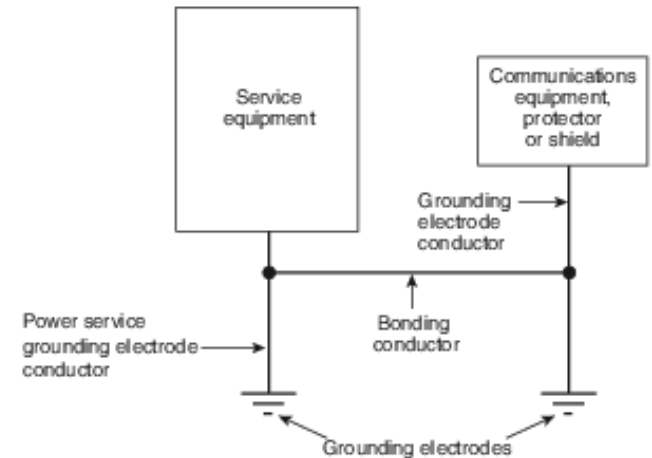 Service
equipment
Communications
equipment,
protector
or shield
Grounding
electrode
conductor
Power service
grounding electrode
conductor
Bonding
conductor
Grounding electrodes